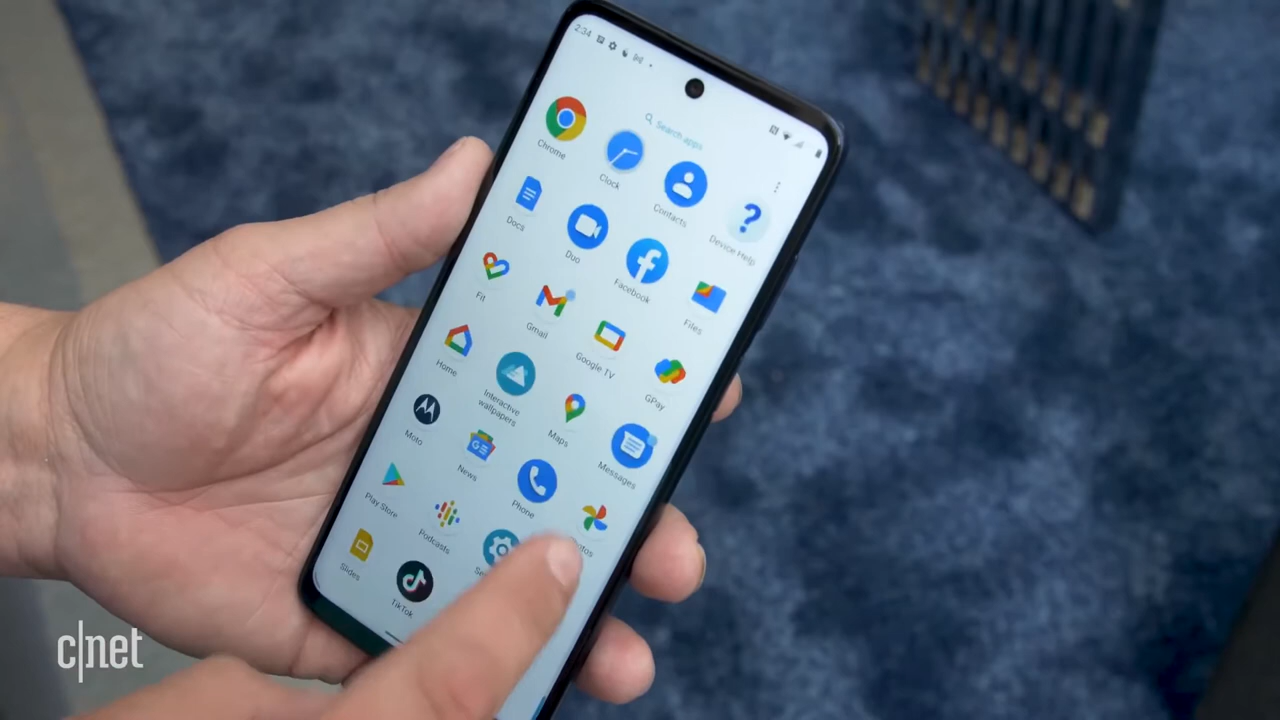 2:34
Search apps
Chrome
Clock
Contacts
Device Help
Docs
Duo
Facebook
Files
Fit
Gmail
Google TV
GPay
Home
Interactive
wallpapers
Maps
Messages
Moto
News
Phone
Play Store
Podcasts
Slides
TikTok
c|net